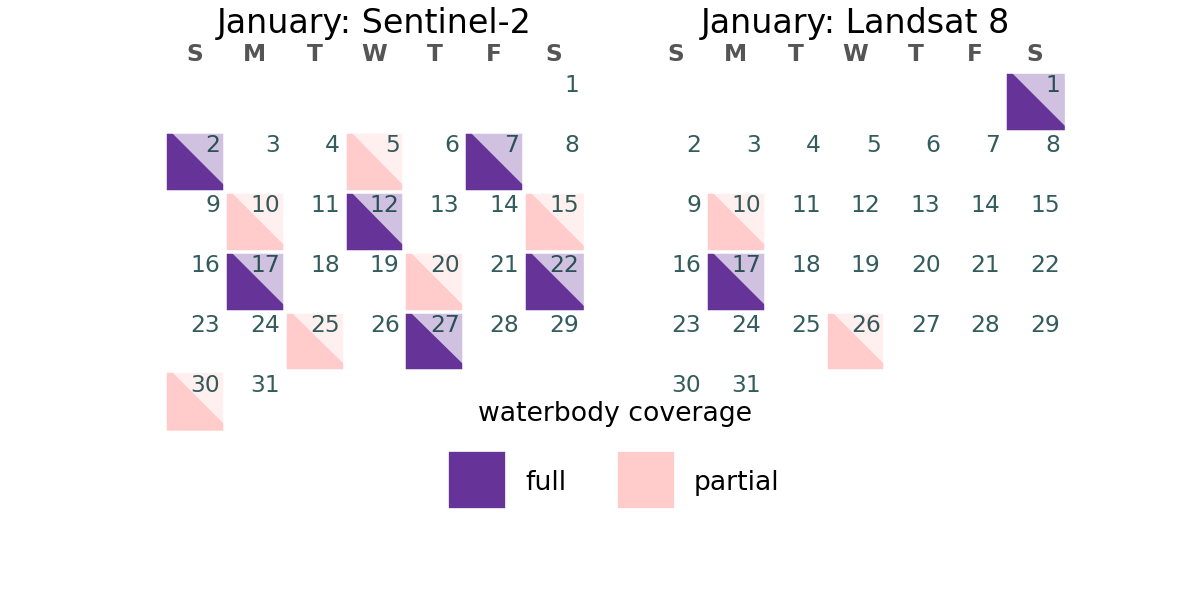 January: Sentinel-2
S M T W T F S
1
2 3 4 5 6 7 8
9 10 11 12 13 14 15
16 17 18 19 20 21 22
23 24 25 26 27 28 29
30 31
January: Landsat 8
S M T W T F S
1
2 3 4 5 6 7 8
9 10 11 12 13 14 15
16 17 18 19 20 21 22
23 24 25 26 27 28 29
30 31
waterbody coverage
full partial